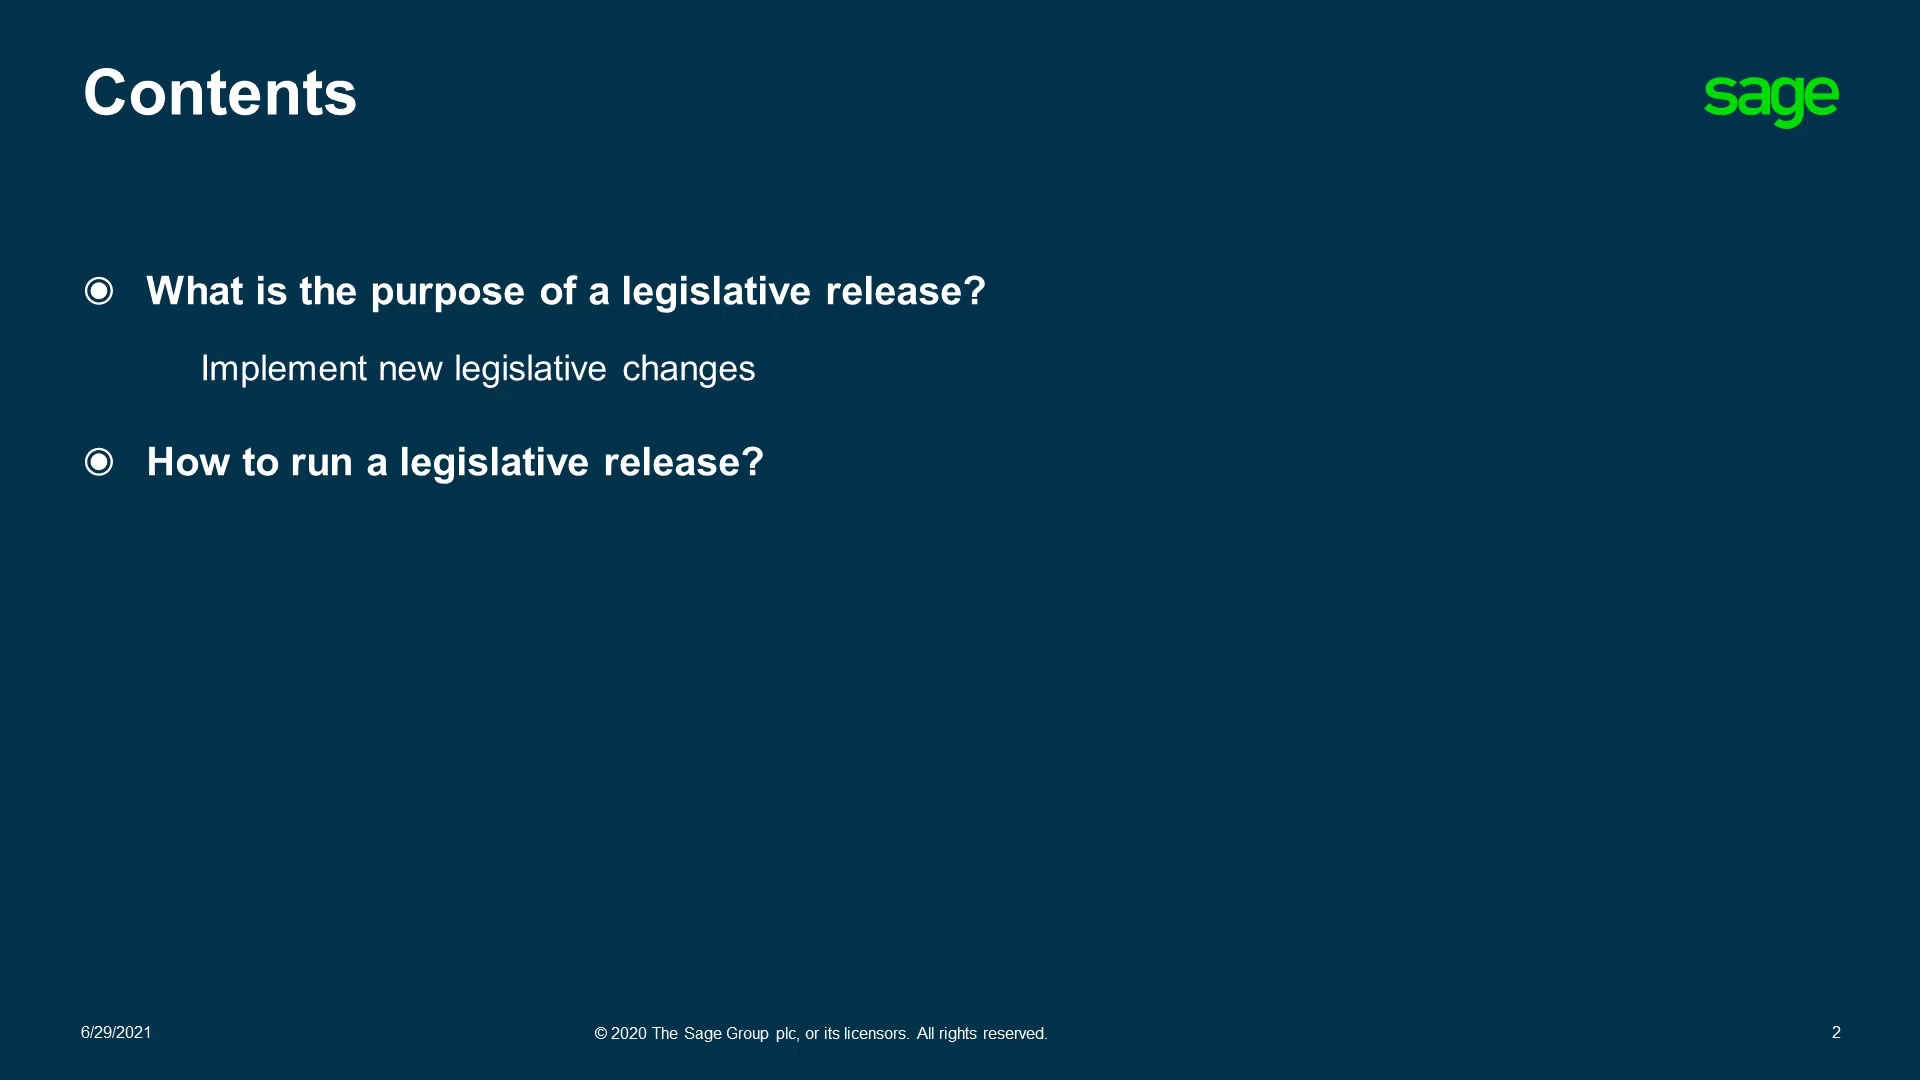 Contents
sage
◉ What is the purpose of a legislative release?
Implement new legislative changes
◉ How to run a legislative release?
6/29/2021
© 2020 The Sage Group plc, or its licensors. All rights reserved.
2